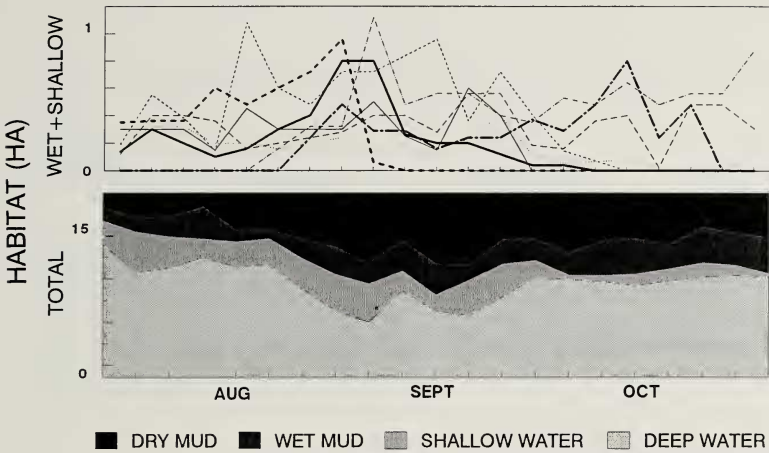 HABITAT (HA)
WET+SHALLOW
1
0
TOTAL
15
0
AUG SEPT OCT
DRY MUD WET MUD SHALLOW WATER DEEP WATER